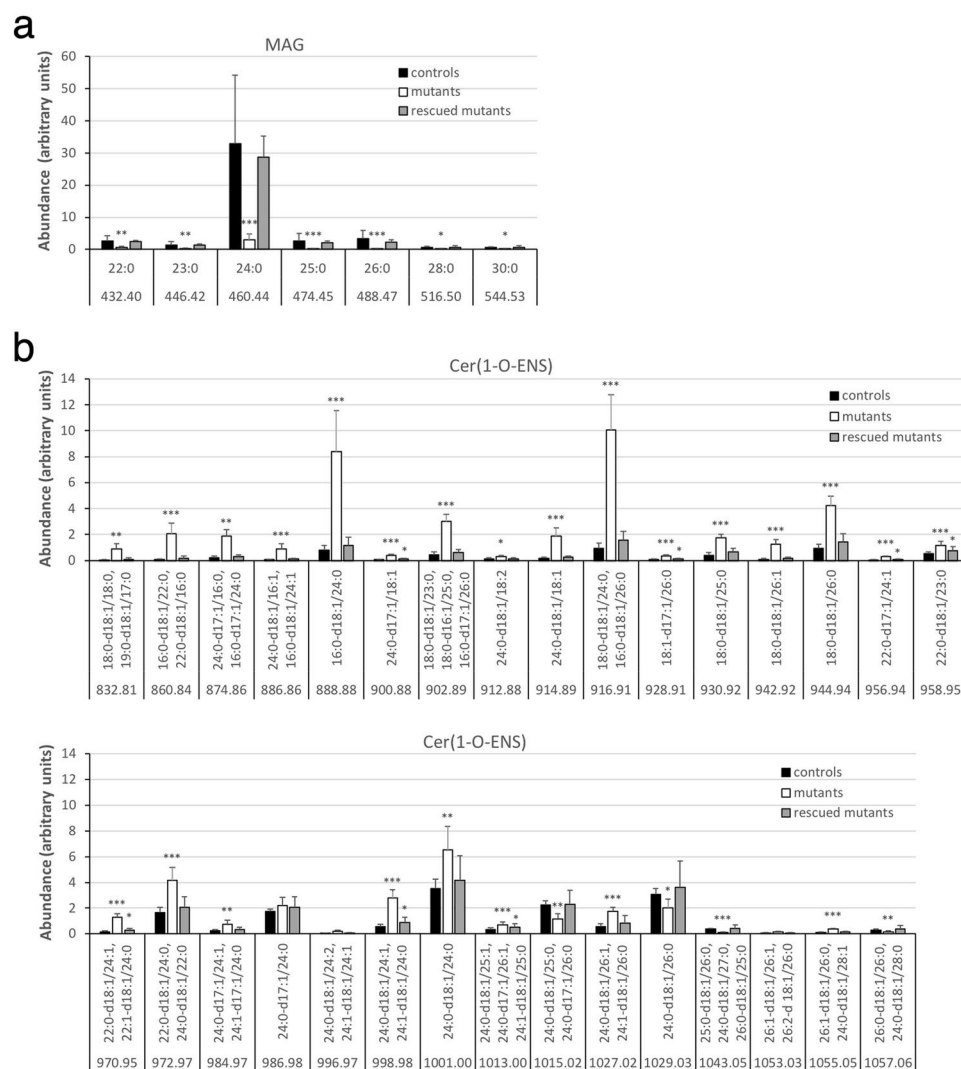 a
MAG
Abundance (arbitrary units)
60
50
40
30
20
10
0
controls
mutants
rescued mutants
** ** *** *** *** * *
22:0 23:0 24:0 25:0 26:0 28:0 30:0
432.40 446.42 460.44 474.45 488.47 516.50 544.53
b
Cer(1-O-ENS)
Abundance (arbitrary units)
14
12
10
8
6
4
2
0
controls
mutants
rescued mutants
** *** ** *** *** *** * *** * *** *** *** * *** *** *** *** * *** *
18:0-d18:1/18:0,
19:0-d18:1/17:0
16:0-d18:1/22:0,
22:0-d18:1/16:0
24:0-d17:1/16:0,
16:0-d17:1/24:0
24:0-d18:1/16:1,
16:0-d18:1/24:1
16:0-d18:1/24:0
24:0-d17:1/18:1
18:0-d18:1/23:0,
18:0-d16:1/25:0,
16:0-d17:1/26:0
24:0-d18:1/18:2
24:0-d18:1/18:1
18:0-d18:1/24:0,
16:0-d18:1/26:0
18:1-d17:1/26:0
18:0-d18:1/25:0
18:0-d18:1/26:1
18:0-d18:1/26:0
22:0-d17:1/24:1
22:0-d18:1/23:0
832.81 860.84 874.86 886.86 888.88 900.88 902.89 912.88 914.89 916.91 928.91 930.92 942.92 944.94 956.94 958.95
Cer(1-O-ENS)
Abundance (arbitrary units)
14
12
10
8
6
4
2
0
controls
mutants
rescued mutants
*** * *** ** *** * ** *** * ** *** * *** *** **
22:0-d18:1/24:1,
22:1-d18:1/24:0
22:0-d18:1/24:0,
24:0-d18:1/22:0
24:0-d17:1/24:1,
24:1-d17:1/24:0
24:0-d17:1/24:0
24:0-d18:1/24:2,
24:1-d18:1/24:1
24:0-d18:1/24:1,
24:1-d18:1/24:0
24:0-d18:1/24:0
24:0-d18:1/25:1,
24:0-d17:1/26:1,
24:1-d18:1/25:0
24:0-d18:1/25:0,
24:0-d17:1/26:0
24:0-d18:1/26:1,
24:1-d18:1/26:0
24:0-d18:1/26:0
25:0-d18:1/26:0,
24:0-d18:1/27:0,
26:0-d18:1/25:0
26:1-d18:1/26:1,
26:2-d 18:1/26:0
26:1-d18:1/26:0,
24:0-d18:1/28:1
26:0-d18:1/26:0,
24:0-d18:1/28:0
970.95 972.97 984.97 986.98 996.97 998.98 1001.00 1013.00 1015.02 1027.02 1029.03 1043.05 1053.03 1055.05 1057.06